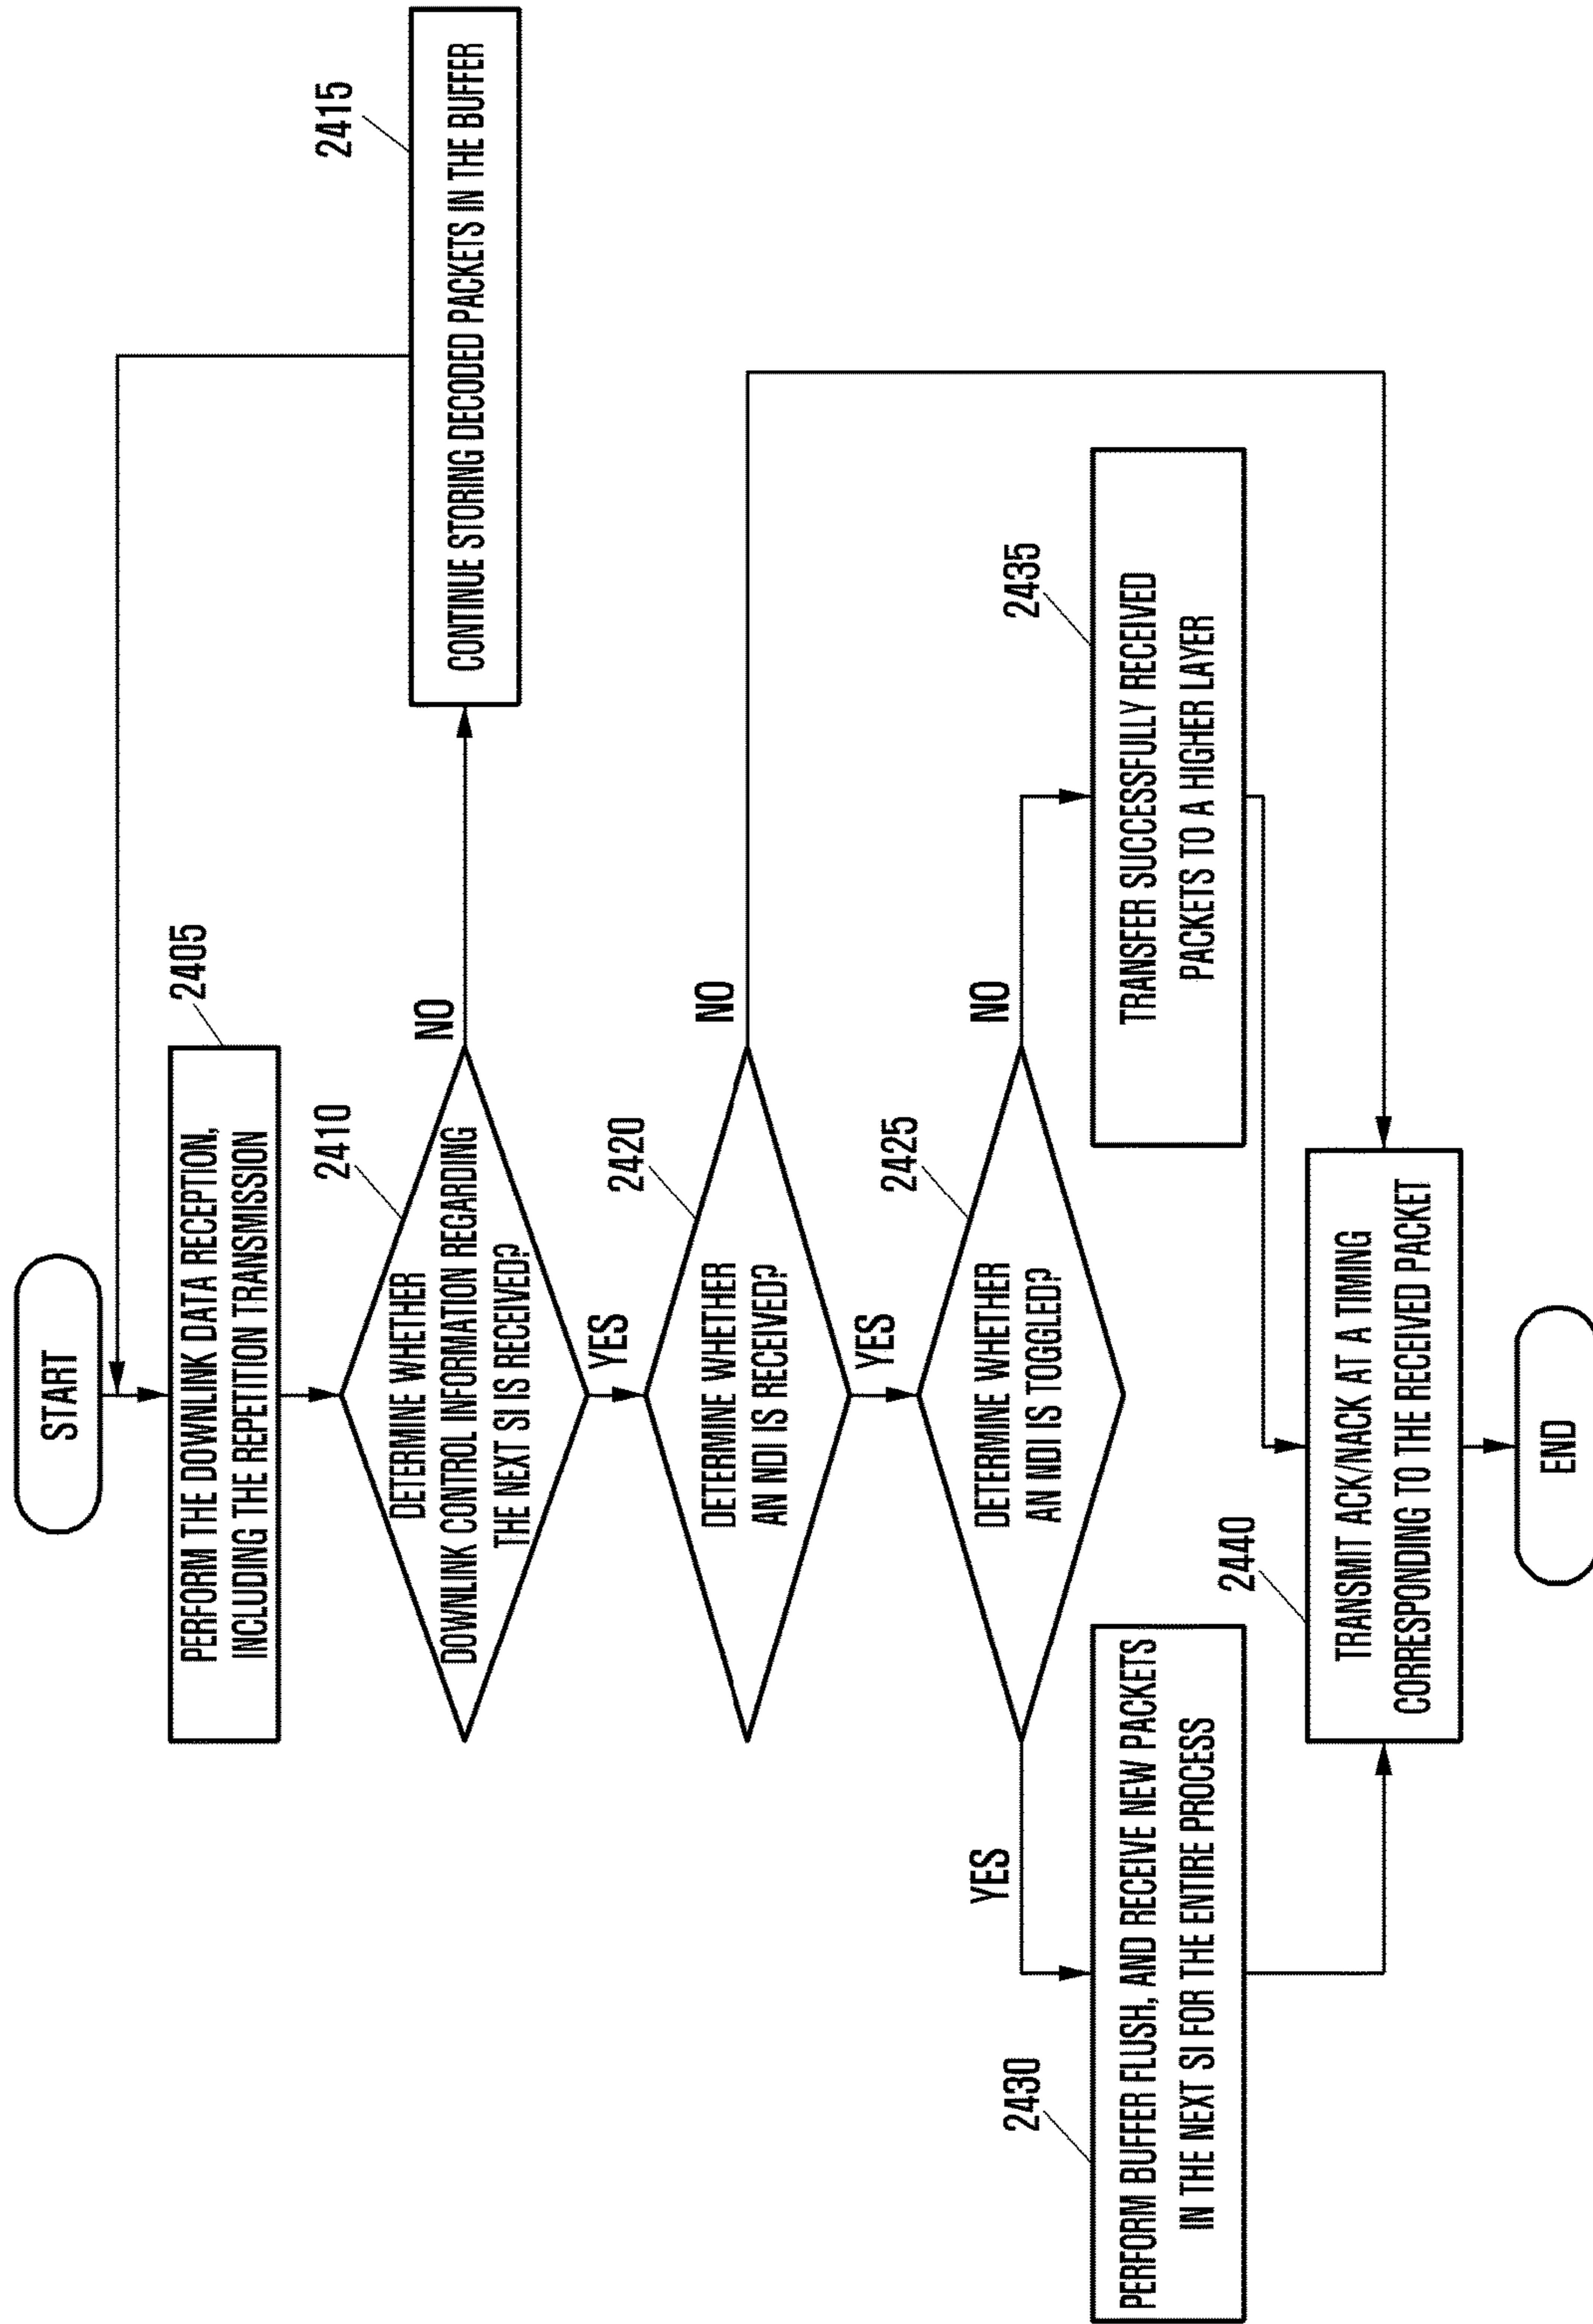 START
2405
PERFORM THE DOWNLINK DATA RECEPTION,
INCLUDING THE REPETITION TRANSMISSION
2410
DETERMINE WHETHER
DOWNLINK CONTROL INFORMATION REGARDING
THE NEXT SI IS RECEIVED?
NO
2415
CONTINUE STORING DECODED PACKETS IN THE BUFFER
YES
2420
DETERMINE WHETHER
AN NDI IS RECEIVED?
NO
YES
2425
DETERMINE WHETHER
AN NDI IS TOGGLED?
YES
NO
2430
PERFORM BUFFER FLUSH, AND RECEIVE NEW PACKETS
IN THE NEXT SI FOR THE ENTIRE PROCESS
2435
TRANSFER SUCCESSFULLY RECEIVED
PACKETS TO A HIGHER LAYER
2440
TRANSMIT ACK/NACK AT A TIMING
CORRESPONDING TO THE RECEIVED PACKET
END